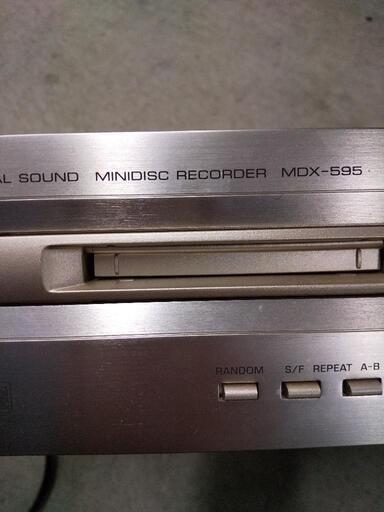 AL SOUND MINIDISC RECORDER MDX-595
RANDOM S/F REPEAT A-B